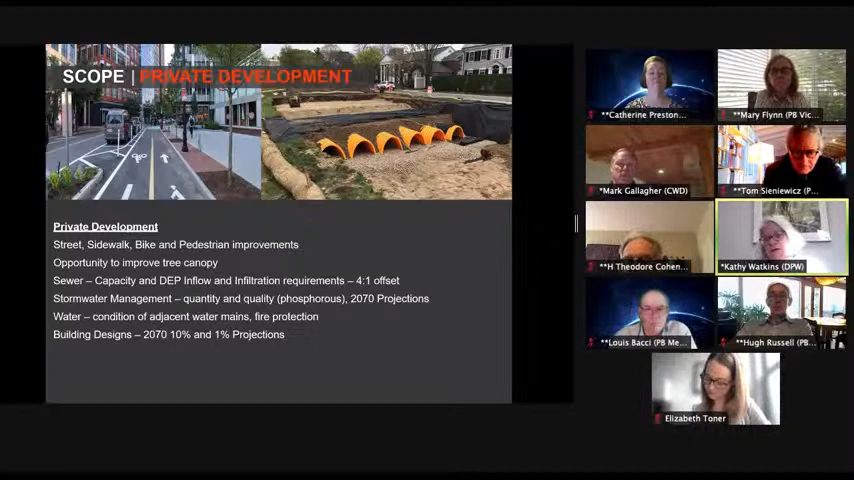 SCOPE | PRIVATE DEVELOPMENT
Private Development
Street, Sidewalk, Bike and Pedestrian improvements
Opportunity to improve tree canopy
Sewer – Capacity and DEP Inflow and Infiltration requirements – 4:1 offset
Stormwater Management – quantity and quality (phosphorous), 2070 Projections
Water – condition of adjacent water mains, fire protection
Building Designs – 2070 10% and 1% Projections
**Catherine Preston...
**Mary Flynn (PB Vic...
*Mark Gallagher (CWD)
**Tom Sieniewicz (P...
**H Theodore Cohen...
*Kathy Watkins (DPW)
**Louis Bacci (PB Me...
**Hugh Russell (PB...
Elizabeth Toner